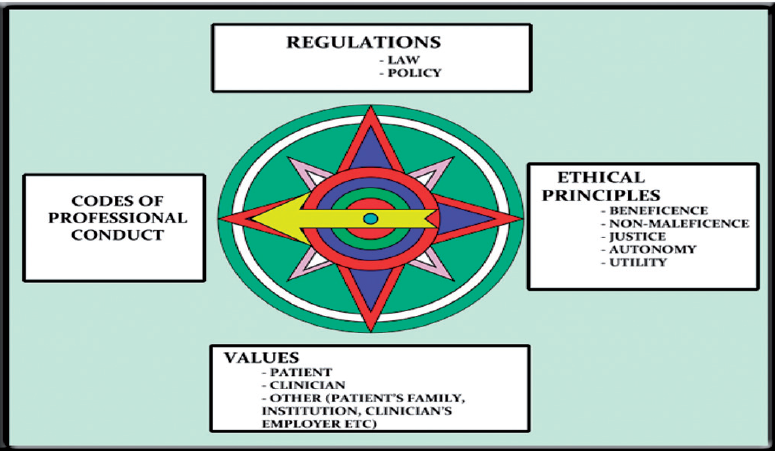 REGULATIONS
- LAW
- POLICY
CODES OF
PROFESSIONAL
CONDUCT
ETHICAL
PRINCIPLES
- BENEFICENCE
- NON-MALEFICENCE
- JUSTICE
- AUTONOMY
- UTILITY
VALUES
- PATIENT
- CLINICIAN
- OTHER (PATIENT'S FAMILY,
INSTITUTION, CLINICIAN'S
EMPLOYER ETC)